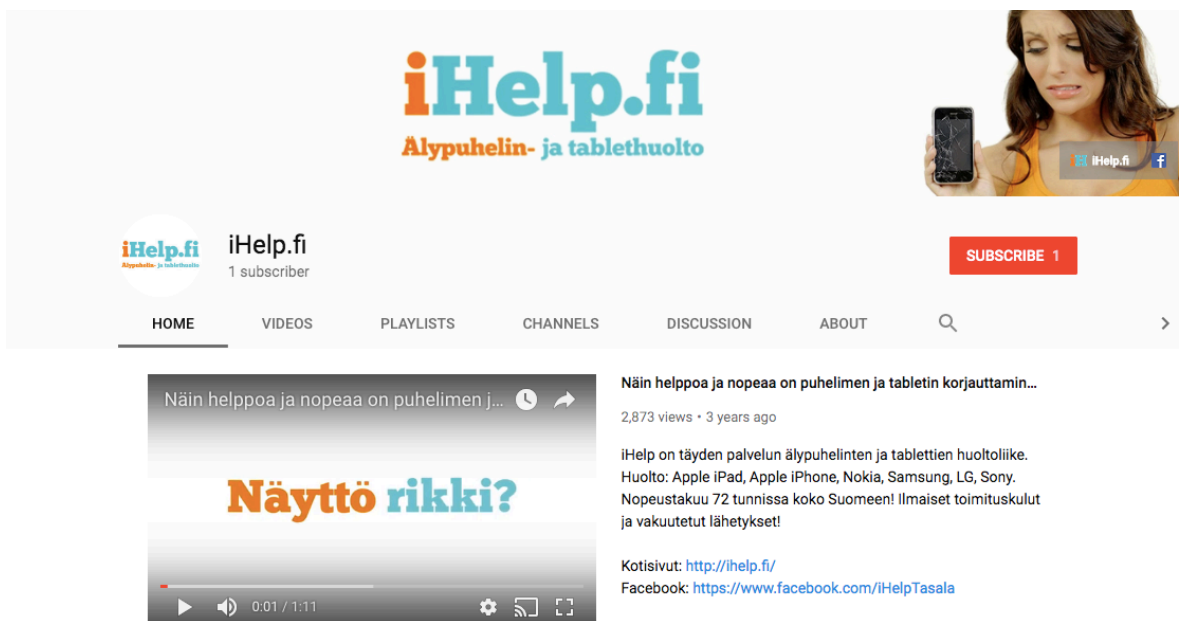 iHelp.fi
Älypuhelin- ja tablethuolto
iHelp.fi
iHelp.fi
Älypuhelin- ja tablethuolto
iHelp.fi
1 subscriber
SUBSCRIBE 1
HOME VIDEOS PLAYLISTS CHANNELS DISCUSSION ABOUT
Näin helppoa ja nopeaa on puhelimen j...
Näyttö rikki?
0:01 / 1:11
Näin helppoa ja nopeaa on puhelimen ja tabletin korjauttamin...
2,873 views • 3 years ago
iHelp on täyden palvelun älypuhelinten ja tablettien huoltoliike.
Huolto: Apple iPad, Apple iPhone, Nokia, Samsung, LG, Sony.
Nopeustakuu 72 tunnissa koko Suomeen! Ilmaiset toimituskulut
ja vakuutetut lähetykset!
Kotisivut: http://ihelp.fi/
Facebook: https://www.facebook.com/iHelpTasala